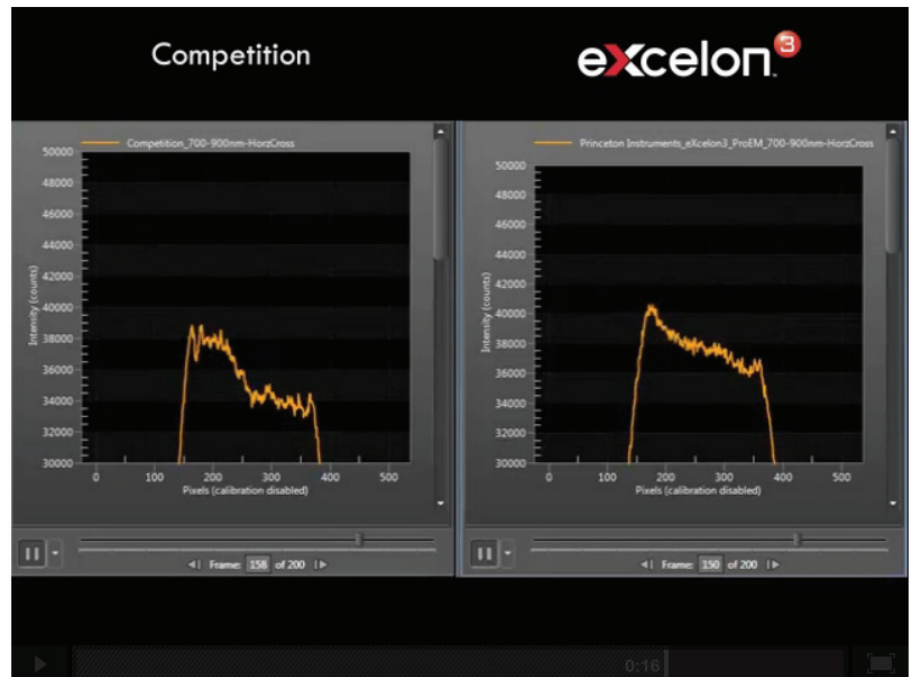 Competition
eXcelon3™
Competition_700-900nm-HorzCross
50000
48000
46000
44000
42000
40000
38000
36000
34000
32000
30000
Intensity (counts)
0 100 200 300 400 500
Pixels (calibration disabled)
Frame: 158 of 200
Princeton Instruments_eXcelon3_ProEM_700-900nm-HorzCross
50000
48000
46000
44000
42000
40000
38000
36000
34000
32000
30000
Intensity (counts)
0 100 200 300 400 500
Pixels (calibration disabled)
Frame: 150 of 200
0:16